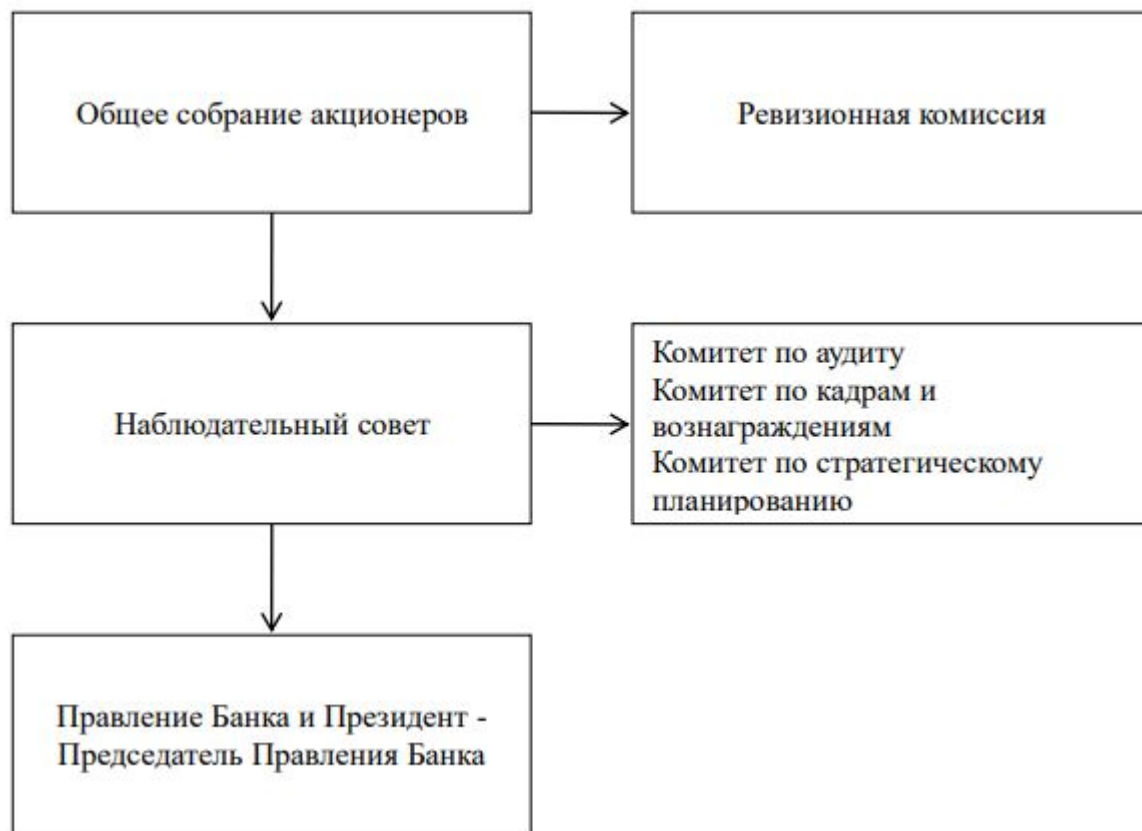 Общее собрание акционеров
Ревизионная комиссия
Наблюдательный совет
Комитет по аудиту
Комитет по кадрам и
вознаграждениям
Комитет по стратегическому
планированию
Правление Банка и Президент -
Председатель Правления Банка